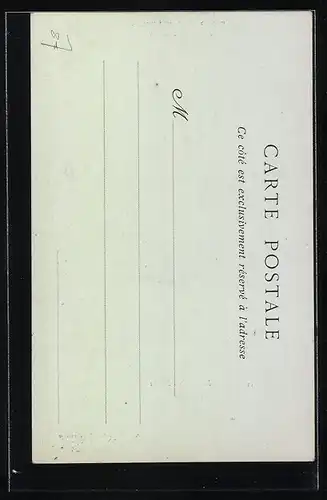 CARTE POSTALE
Ce côté est exclusivement réservé à l'adresse
M